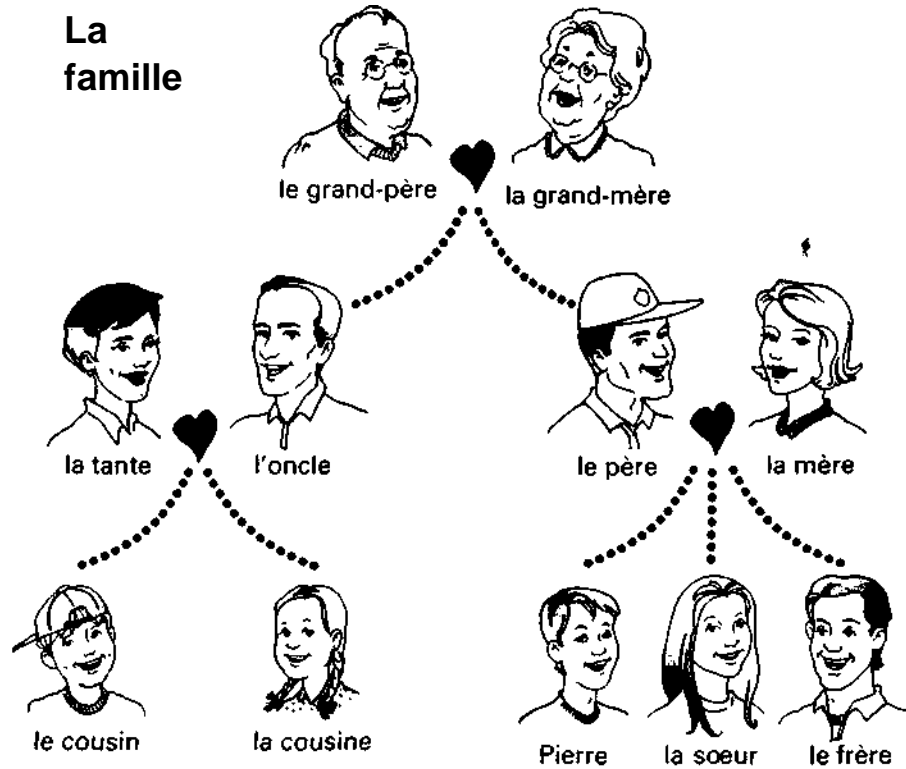 La
famille
le grand-père
la grand-mère
la tante
l'oncle
le père
la mère
le cousin
la cousine
Pierre
la sœur
le frère